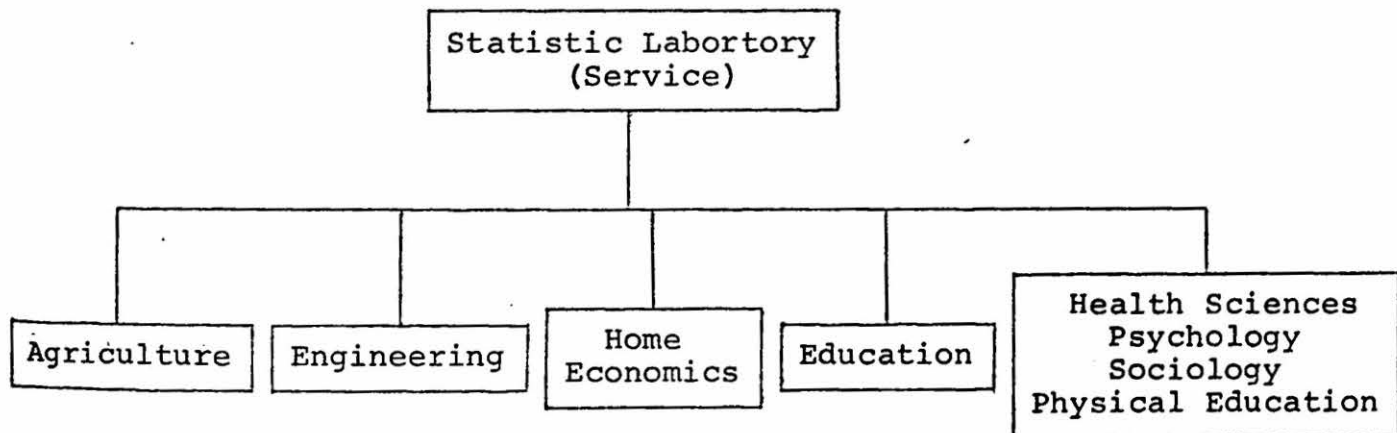 Statistic Labortory
(Service)
Agriculture
Engineering
Home
Economics
Education
Health Sciences
Psychology
Sociology
Physical Education